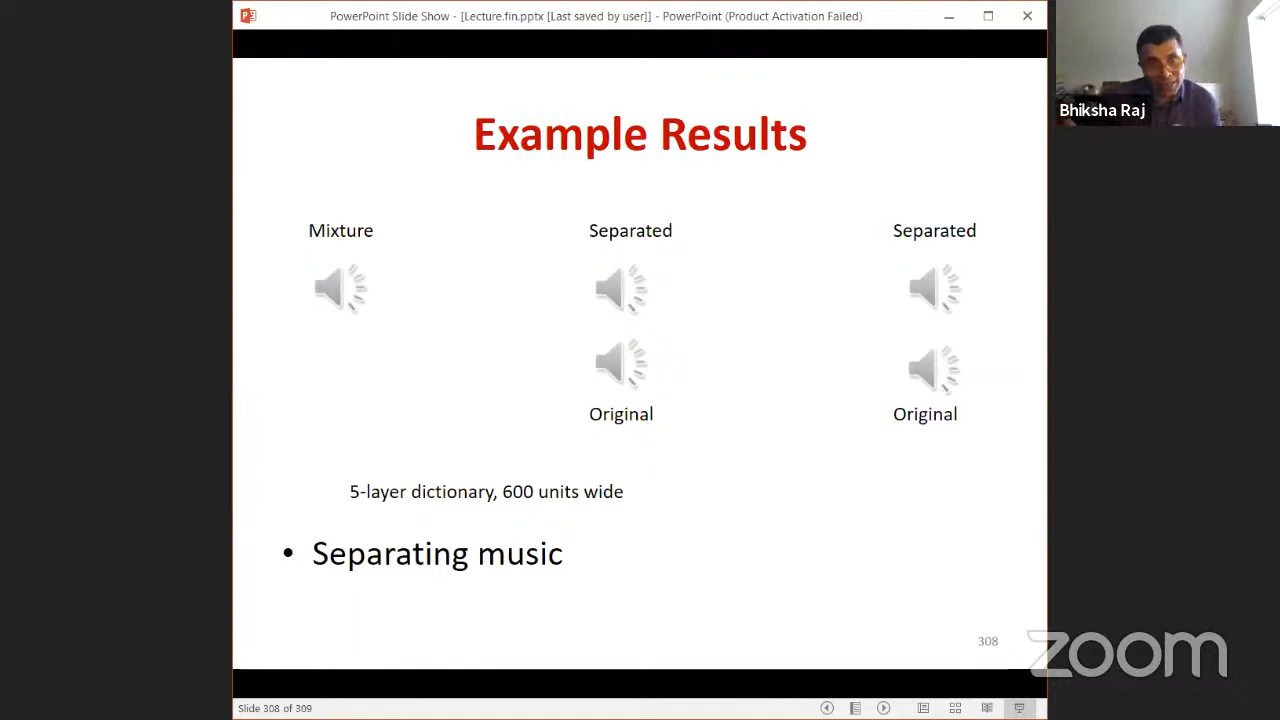 PowerPoint Slide Show - [Lecture.fin.pptx [Last saved by user]] - PowerPoint (Product Activation Failed)
Bhiksha Raj
Example Results
Mixture Separated Separated
Original Original
5-layer dictionary, 600 units wide
• Separating music
308
zoom
Slide 308 of 309